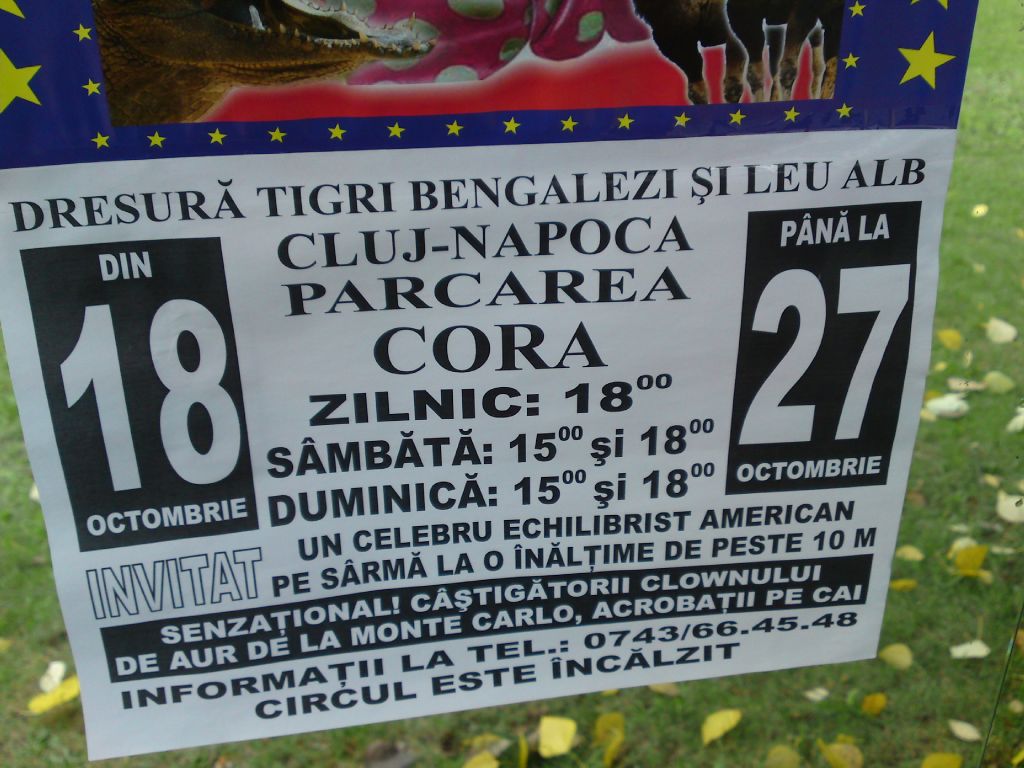 DRESURĂ TIGRI BENGALEZI ŞI LEU ALB
DIN
18
OCTOMBRIE
CLUJ-NAPOCA
PARCAREA
CORA
ZILNIC: 18⁰⁰
SÂMBĂTĂ: 15⁰⁰ şi 18⁰⁰
DUMINICĂ: 15⁰⁰ şi 18⁰⁰
PÂNĂ LA
27
OCTOMBRIE
INVITAT
UN CELEBRU ECHILIBRIST AMERICAN
PE SÂRMĂ LA O ÎNĂLŢIME DE PESTE 10 M
SENZAŢIONAL! CÂŞTIGĂTORII CLOWNULUI
DE AUR DE LA MONTE CARLO, ACROBAŢII PE CAI
INFORMAŢII LA TEL.: 0743/66.45.48
CIRCUL ESTE ÎNCĂLZIT